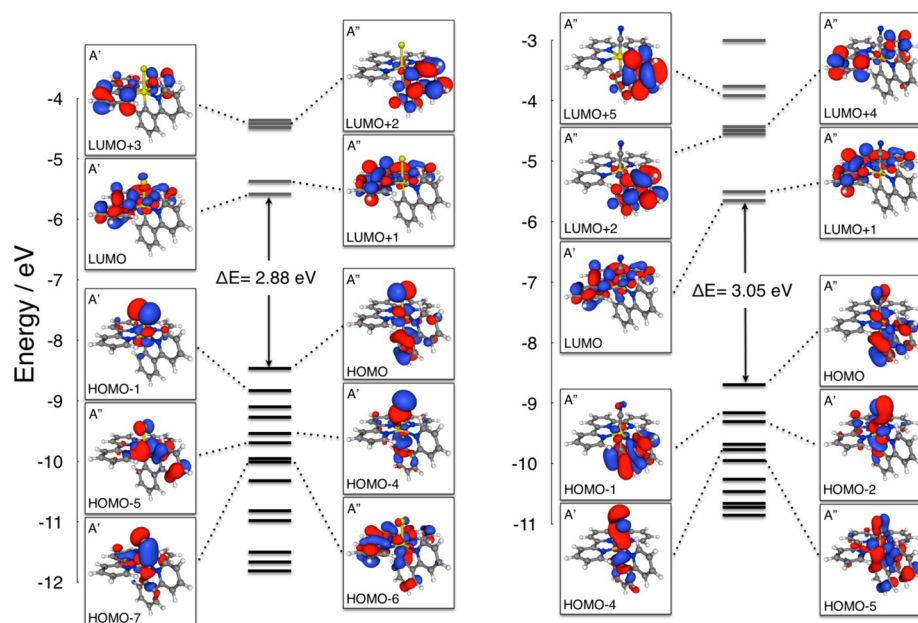 Energy / eV
-4
-5
-6
-7
-8
-9
-10
-11
-12
A'
LUMO+3
A'
LUMO
A'
HOMO-1
A"
HOMO-5
A'
HOMO-7
ΔE= 2.88 eV
A"
LUMO+2
A"
LUMO+1
A"
HOMO
A'
HOMO-4
A"
HOMO-6
-3
-4
-5
-6
-7
-8
-9
-10
-11
A"
LUMO+5
A"
LUMO+2
A'
LUMO
A"
HOMO-1
A'
HOMO-4
ΔE= 3.05 eV
A'
LUMO+4
A"
LUMO+1
A"
HOMO
A'
HOMO-2
A"
HOMO-5